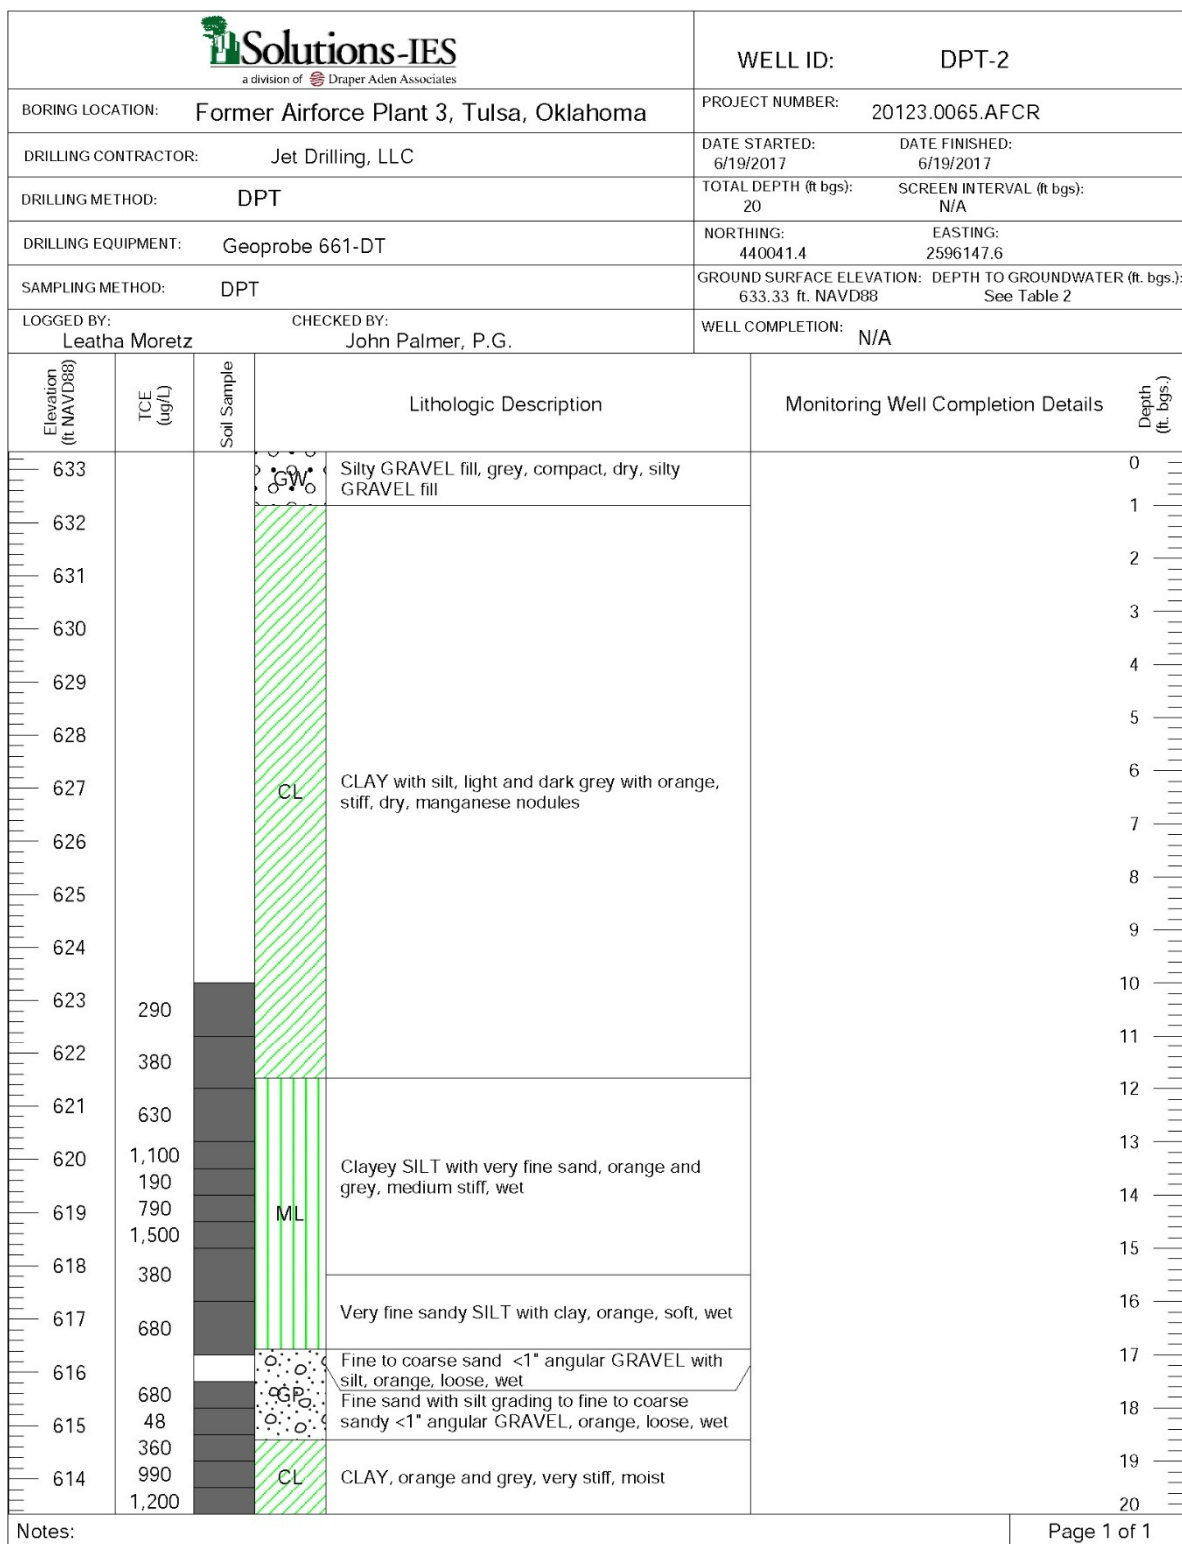 Solutions-IES
a division of Draper Aden Associates
WELL ID: DPT-2
BORING LOCATION: Former Airforce Plant 3, Tulsa, Oklahoma
PROJECT NUMBER: 20123.0065.AFCR
DRILLING CONTRACTOR: Jet Drilling, LLC
DATE STARTED: DATE FINISHED:
6/19/2017 6/19/2017
DRILLING METHOD: DPT
TOTAL DEPTH (ft bgs): SCREEN INTERVAL (ft bgs):
20 N/A
DRILLING EQUIPMENT: Geoprobe 661-DT
NORTHING: EASTING:
440041.4 2596147.6
SAMPLING METHOD: DPT
GROUND SURFACE ELEVATION: DEPTH TO GROUNDWATER (ft. bgs.):
633.33 ft. NAVD88 See Table 2
LOGGED BY: CHECKED BY:
Leatha Moretz John Palmer, P.G.
WELL COMPLETION: N/A
Elevation
(ft NAVD88)
TCE
(ug/L)
Soil Sample
Lithologic Description
Monitoring Well Completion Details
Depth
(ft. bgs.)
633
632
631
630
629
628
627
626
625
624
623
622
621
620
619
618
617
616
615
614
290
380
630
1,100
190
790
1,500
380
680
680
48
360
990
1,200
GW
CL
ML
GP
CL
Silty GRAVEL fill, grey, compact, dry, silty
GRAVEL fill
CLAY with silt, light and dark grey with orange,
stiff, dry, manganese nodules
Clayey SILT with very fine sand, orange and
grey, medium stiff, wet
Very fine sandy SILT with clay, orange, soft, wet
Fine to coarse sand <1" angular GRAVEL with
silt, orange, loose, wet
Fine sand with silt grading to fine to coarse
sandy <1" angular GRAVEL, orange, loose, wet
CLAY, orange and grey, very stiff, moist
0
1
2
3
4
5
6
7
8
9
10
11
12
13
14
15
16
17
18
19
20
Notes:
Page 1 of 1